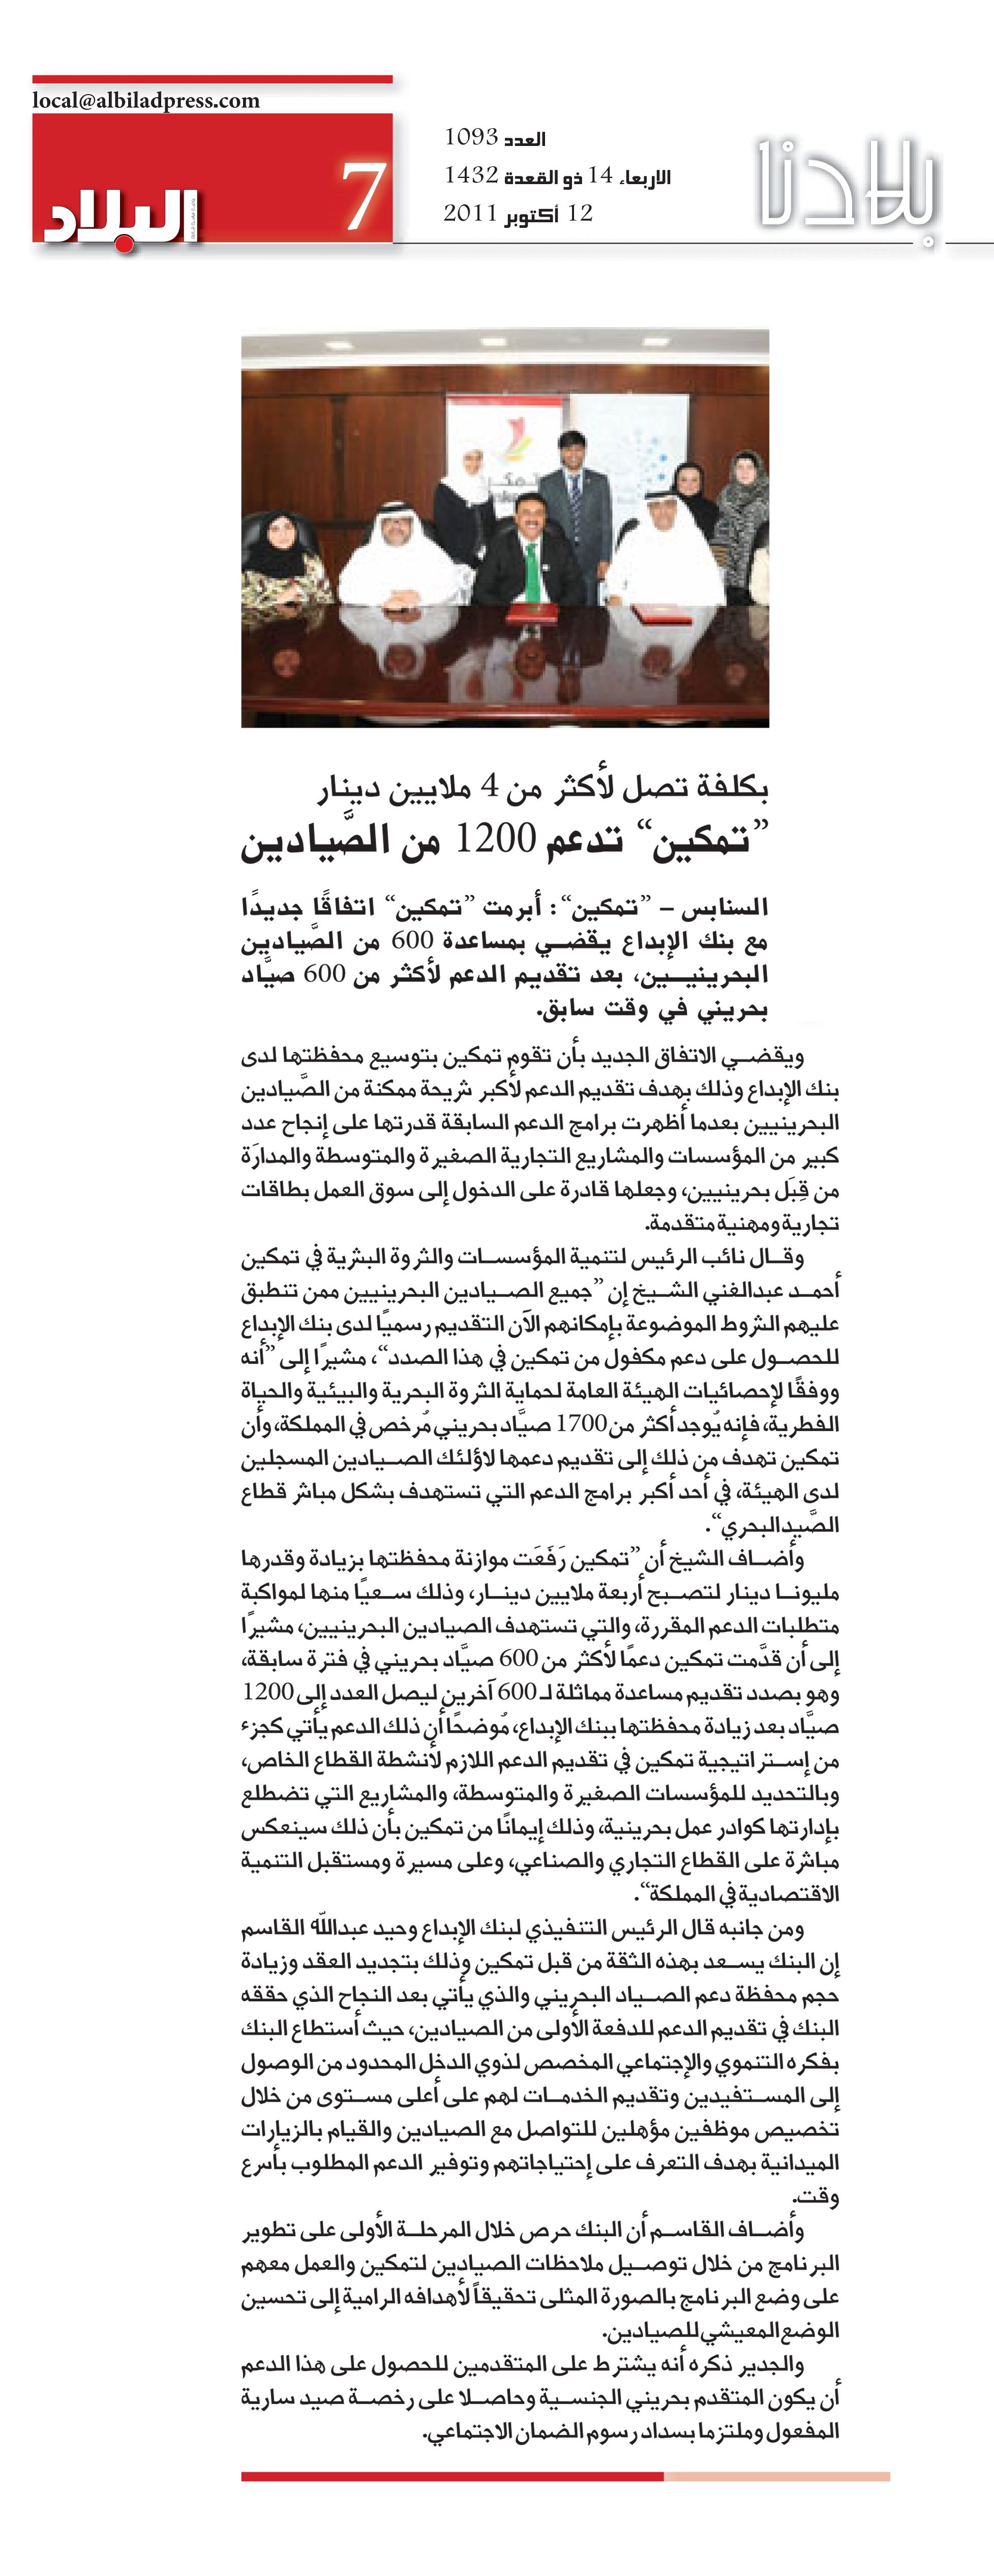 local@albiladpress.com
البلاد
7
العدد 1093
الاربعاء 14 ذو القعدة 1432
12 أكتوبر 2011
بلادنا
تمكين
بكلفة تصل لأكثر من 4 ملايين دينار
”تمكين“ تدعم 1200 من الصَّيادين
السنابس – ”تمكين“: أبرمت ”تمكين“ اتفاقًا جديدًا
مع بنك الإبداع يقضي بمساعدة 600 من الصَّيادين
البحرينيين، بعد تقديم الدعم لأكثر من 600 صيَّاد
بحريني في وقت سابق.
ويقضي الاتفاق الجديد بأن تقوم تمكين بتوسيع محفظتها لدى
بنك الإبداع وذلك بهدف تقديم الدعم لأكبر شريحة ممكنة من الصَّيادين
البحرينيين بعدما أظهرت برامج الدعم السابقة قدرتها على إنجاح عدد
كبير من المؤسسات والمشاريع التجارية الصغيرة والمتوسطة والمدارَة
من قِبَل بحرينيين، وجعلها قادرة على الدخول إلى سوق العمل بطاقات
تجارية ومهنية متقدمة.
وقال نائب الرئيس لتنمية المؤسسات والثروة البشرية في تمكين
أحمد عبدالغني الشيخ إن ”جميع الصيادين البحرينيين ممن تنطبق
عليهم الشروط الموضوعة بإمكانهم الآن التقديم رسميًا لدى بنك الإبداع
للحصول على دعم مكفول من تمكين في هذا الصدد“، مشيرًا إلى ”أنه
ووفقًا لإحصائيات الهيئة العامة لحماية الثروة البحرية والبيئية والحياة
الفطرية، فإنه يُوجد أكثر من 1700 صيَّاد بحريني مُرخص في المملكة، وأن
تمكين تهدف من ذلك إلى تقديم دعمها لاؤلئك الصيادين المسجلين
لدى الهيئة، في أحد أكبر برامج الدعم التي تستهدف بشكل مباشر قطاع
الصَّيد البحري“.
وأضاف الشيخ أن ”تمكين رَفَعَت موازنة محفظتها بزيادة وقدرها
مليونا دينار لتصبح أربعة ملايين دينار، وذلك سعيًا منها لمواكبة
متطلبات الدعم المقررة، والتي تستهدف الصيادين البحرينيين، مشيرًا
إلى أن قدَّمت تمكين دعمًا لأكثر من 600 صيَّاد بحريني في فترة سابقة،
وهو بصدد تقديم مساعدة مماثلة لـ 600 آخرين ليصل العدد إلى 1200
صيَّاد بعد زيادة محفظتها ببنك الإبداع، مُوضحًا أن ذلك الدعم يأتي كجزء
من إستراتيجية تمكين في تقديم الدعم اللازم لأنشطة القطاع الخاص،
وبالتحديد للمؤسسات الصغيرة والمتوسطة، والمشاريع التي تضطلع
بإدارتها كوادر عمل بحرينية، وذلك إيمانًا من تمكين بأن ذلك سينعكس
مباشرة على القطاع التجاري والصناعي، وعلى مسيرة ومستقبل التنمية
الاقتصادية في المملكة“.
ومن جانبه قال الرئيس التنفيذي لبنك الإبداع وحيد عبدالله القاسم
إن البنك يسعد بهذه الثقة من قبل تمكين وذلك بتجديد العقد وزيادة
حجم محفظة دعم الصياد البحريني والذي يأتي بعد النجاح الذي حققه
البنك في تقديم الدعم للدفعة الأولى من الصيادين، حيث أستطاع البنك
بفكره التنموي والإجتماعي المخصص لذوي الدخل المحدود من الوصول
إلى المستفيدين وتقديم الخدمات لهم على أعلى مستوى من خلال
تخصيص موظفين مؤهلين للتواصل مع الصيادين والقيام بالزيارات
الميدانية بهدف التعرف على إحتياجاتهم وتوفير الدعم المطلوب بأسرع
وقت.
وأضاف القاسم أن البنك حرص خلال المرحلة الأولى على تطوير
البرنامج من خلال توصيل ملاحظات الصيادين لتمكين والعمل معهم
على وضع البرنامج بالصورة المثلى تحقيقاً لأهدافه الرامية إلى تحسين
الوضع المعيشي للصيادين.
والجدير ذكره أنه يشترط على المتقدمين للحصول على هذا الدعم
أن يكون المتقدم بحريني الجنسية وحاصلا على رخصة صيد سارية
المفعول وملتزما بسداد رسوم الضمان الاجتماعي.